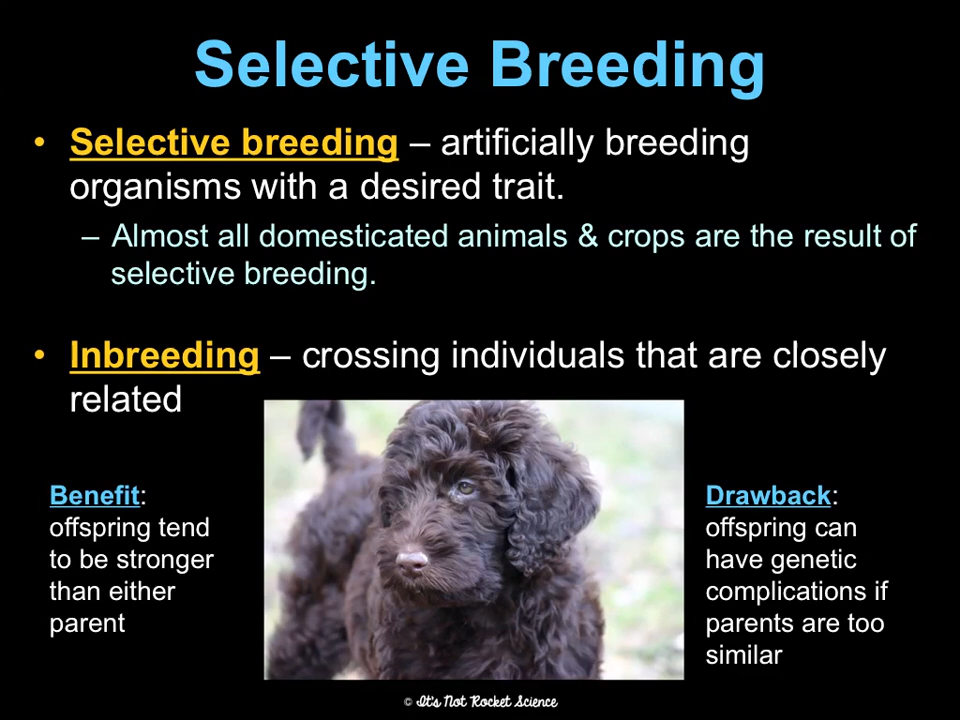 Selective Breeding
• Selective breeding – artificially breeding
organisms with a desired trait.
– Almost all domesticated animals & crops are the result of
selective breeding.
• Inbreeding – crossing individuals that are closely
related
Benefit:
offspring tend
to be stronger
than either
parent
Drawback:
offspring can
have genetic
complications if
parents are too
similar
© It's Not Rocket Science